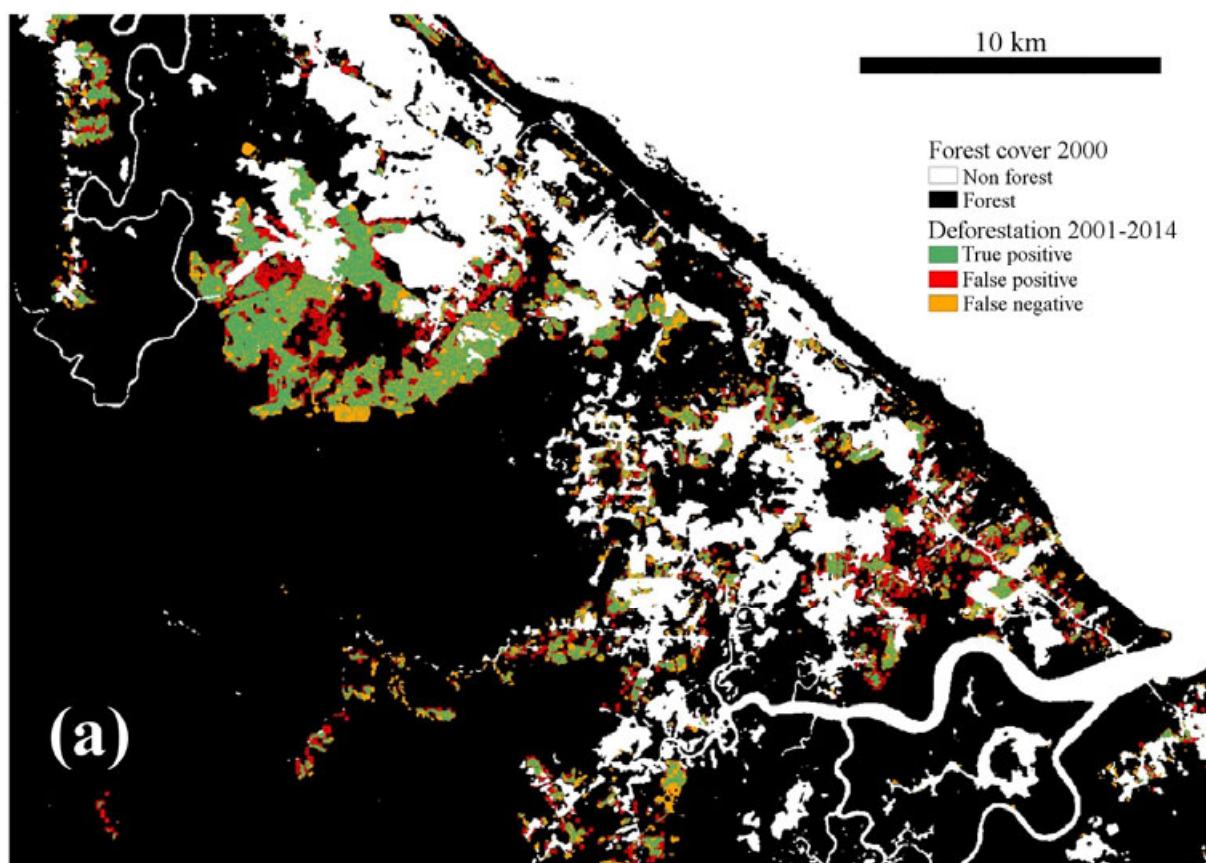 10 km
Forest cover 2000
Non forest
Forest
Deforestation 2001-2014
True positive
False positive
False negative
(a)